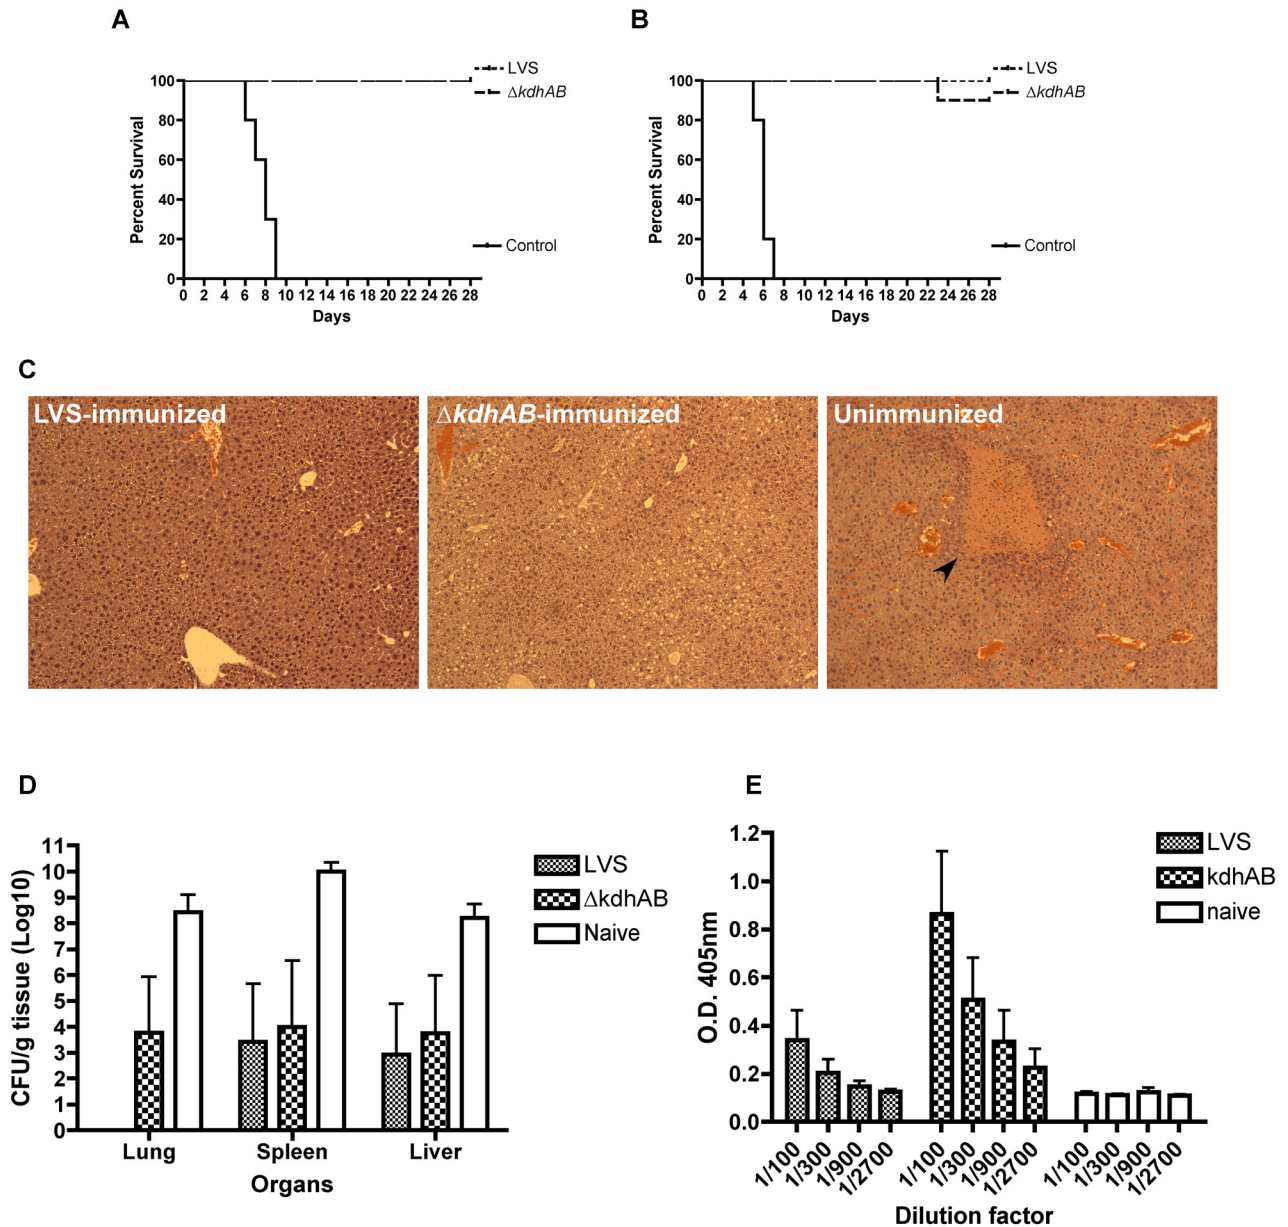 A
B
LVS
ΔkdhAB
Control
Percent Survival
100
80
60
40
20
0
0 2 4 6 8 10 12 14 16 18 20 22 24 26 28
Days
LVS
ΔkdhAB
Control
Percent Survival
100
80
60
40
20
0
0 2 4 6 8 10 12 14 16 18 20 22 24 26 28
Days
C
LVS-immunized
ΔkdhAB-immunized
Unimmunized
D
CFU/g tissue (Log10)
11
10
9
8
7
6
5
4
3
2
1
0
Lung Spleen Liver
Organs
LVS
ΔkdhAB
Naive
E
O.D. 405nm
1.2
1.0
0.8
0.6
0.4
0.2
0.0
1/100 1/300 1/900 1/2700 1/100 1/300 1/900 1/2700 1/100 1/300 1/900 1/2700
Dilution factor
LVS
kdhAB
naive